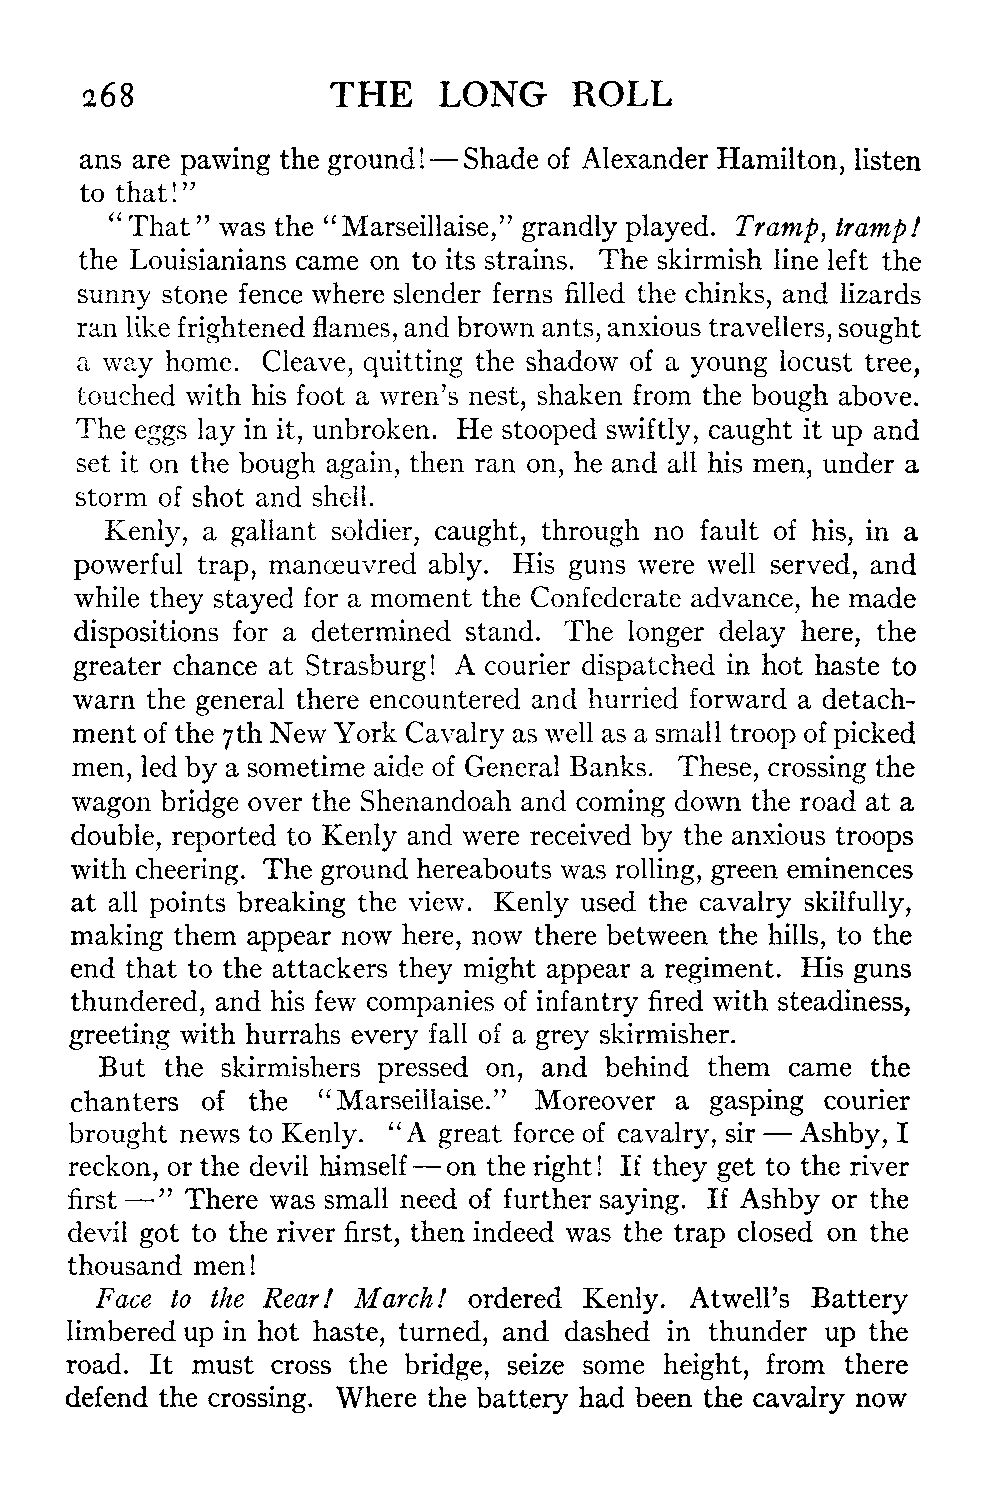 268 THE LONG ROLL
ans are pawing the ground! — Shade of Alexander Hamilton, listen
to that!"
"That" was the "Marseillaise," grandly played. Tramp, tramp!
the Louisianians came on to its strains. The skirmish line left the
sunny stone fence where slender ferns filled the chinks, and lizards
ran like frightened flames, and brown ants, anxious travellers, sought
a way home. Cleave, quitting the shadow of a young locust tree,
touched with his foot a wren's nest, shaken from the bough above.
The eggs lay in it, unbroken. He stooped swiftly, caught it up and
set it on the bough again, then ran on, he and all his men, under a
storm of shot and shell.
Kenly, a gallant soldier, caught, through no fault of his, in a
powerful trap, manœuvred ably. His guns were well served, and
while they stayed for a moment the Confederate advance, he made
dispositions for a determined stand. The longer delay here, the
greater chance at Strasburg! A courier dispatched in hot haste to
warn the general there encountered and hurried forward a detach-
ment of the 7th New York Cavalry as well as a small troop of picked
men, led by a sometime aide of General Banks. These, crossing the
wagon bridge over the Shenandoah and coming down the road at a
double, reported to Kenly and were received by the anxious troops
with cheering. The ground hereabouts was rolling, green eminences
at all points breaking the view. Kenly used the cavalry skilfully,
making them appear now here, now there between the hills, to the
end that to the attackers they might appear a regiment. His guns
thundered, and his few companies of infantry fired with steadiness,
greeting with hurrahs every fall of a grey skirmisher.
But the skirmishers pressed on, and behind them came the
chanters of the "Marseillaise." Moreover a gasping courier
brought news to Kenly. "A great force of cavalry, sir — Ashby, I
reckon, or the devil himself — on the right! If they get to the river
first —" There was small need of further saying. If Ashby or the
devil got to the river first, then indeed was the trap closed on the
thousand men!
Face to the Rear! March! ordered Kenly. Atwell's Battery
limbered up in hot haste, turned, and dashed in thunder up the
road. It must cross the bridge, seize some height, from there
defend the crossing. Where the battery had been the cavalry now